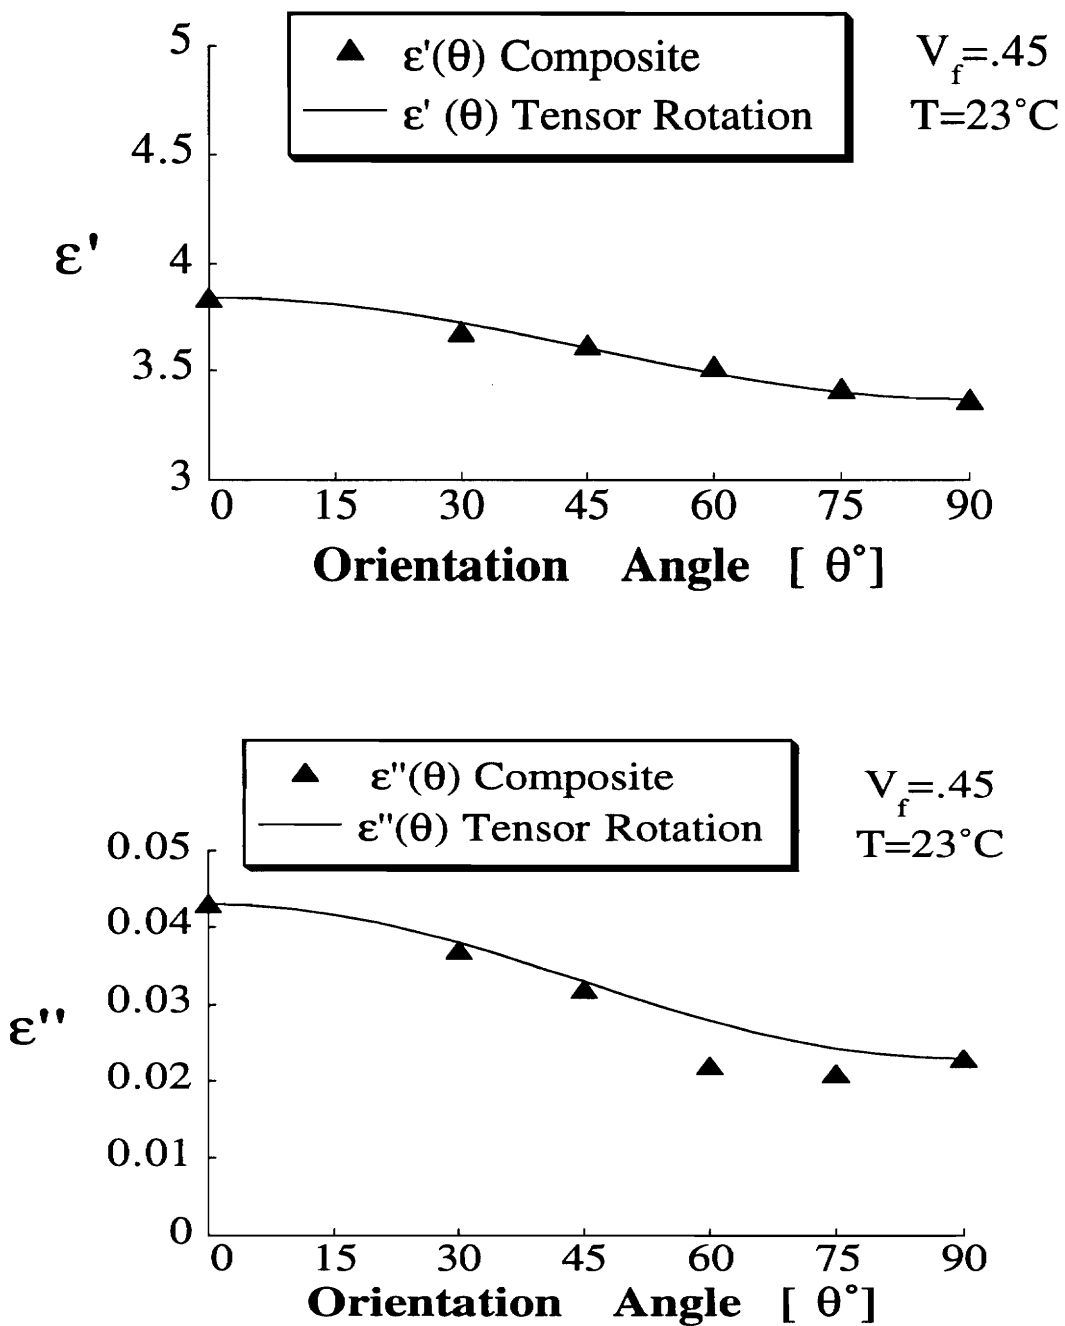 5
ε'(θ) Composite
ε' (θ) Tensor Rotation
V_f=.45
T=23°C
4.5
ε'
4
3.5
3
0 15 30 45 60 75 90
Orientation Angle [ θ°]
ε"(θ) Composite
ε"(θ) Tensor Rotation
V_f=.45
T=23°C
0.05
0.04
0.03
ε''
0.02
0.01
0
0 15 30 45 60 75 90
Orientation Angle [ θ°]